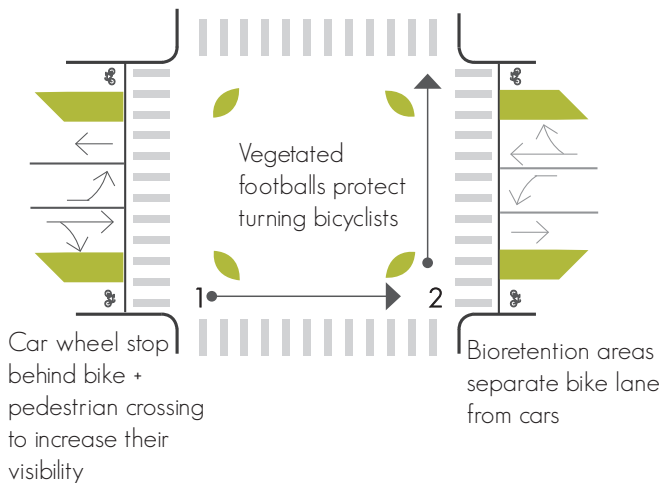 Vegetated
footballs protect
turning bicyclists
1
2
Car wheel stop
behind bike +
pedestrian crossing
to increase their
visibility
Bioretention areas
separate bike lane
from cars